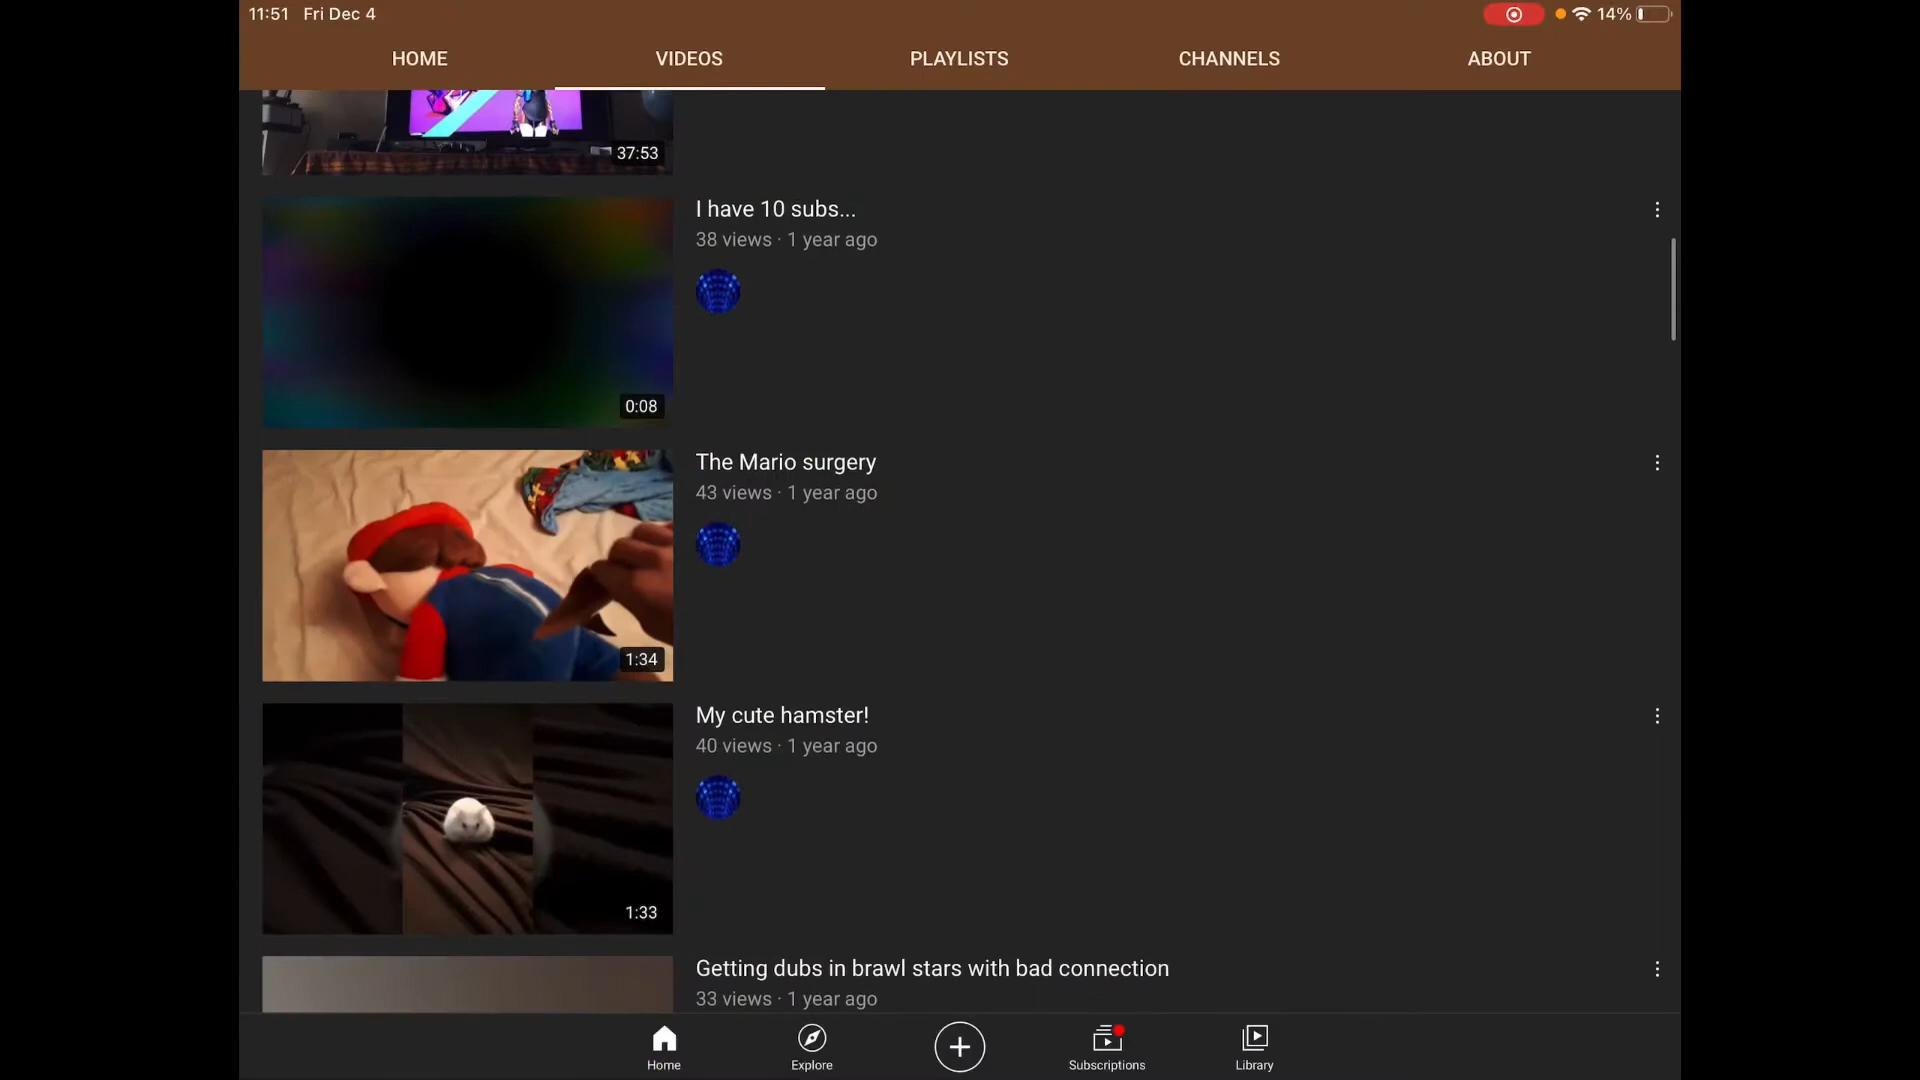 11:51 Fri Dec 4
14%
HOME VIDEOS PLAYLISTS CHANNELS ABOUT
37:53
I have 10 subs...
38 views · 1 year ago
0:08
The Mario surgery
43 views · 1 year ago
1:34
My cute hamster!
40 views · 1 year ago
1:33
Getting dubs in brawl stars with bad connection
33 views · 1 year ago
Home Explore Subscriptions Library